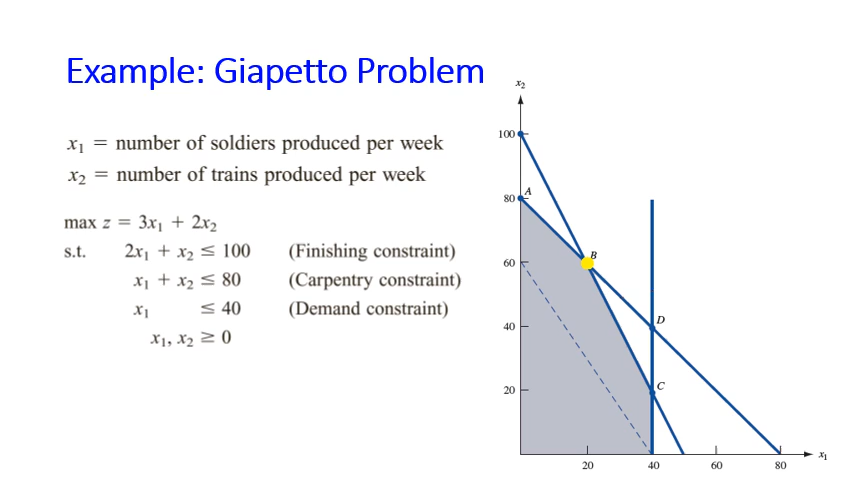 Example: Giapetto Problem
x₁ = number of soldiers produced per week
x₂ = number of trains produced per week
max z = 3x₁ + 2x₂
s.t. 2x₁ + x₂ ≤ 100 (Finishing constraint)
x₁ + x₂ ≤ 80 (Carpentry constraint)
x₁ ≤ 40 (Demand constraint)
x₁, x₂ ≥ 0
x₂
100
80
A
60
B
40
D
20
C
20 40 60 80
x₁